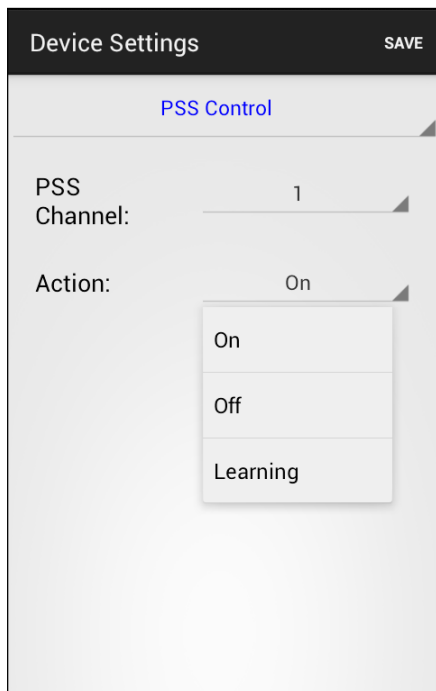 Device Settings SAVE
PSS Control
PSS
Channel: 1
Action: On
On
Off
Learning